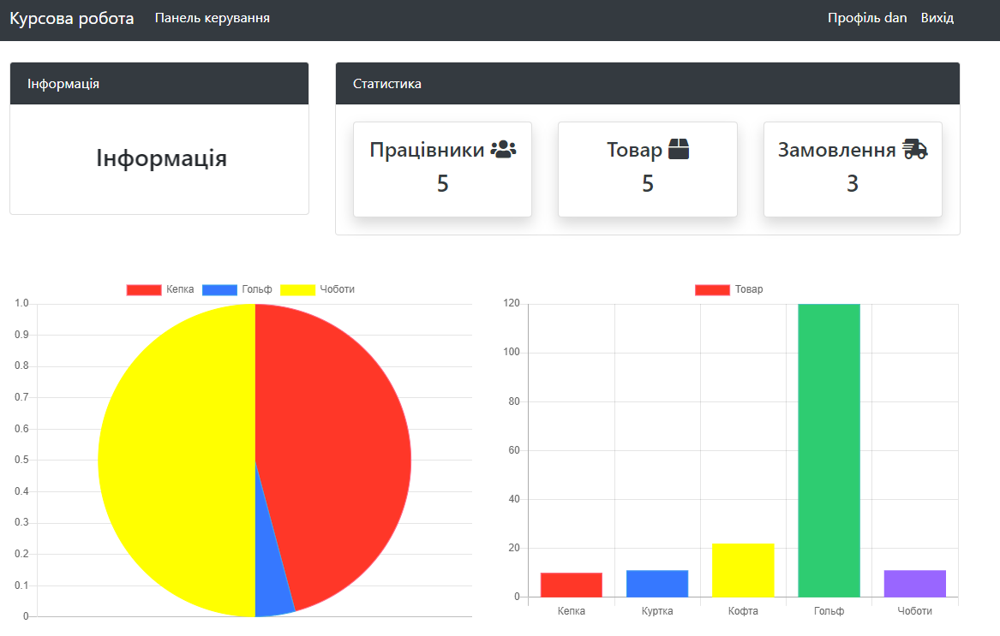 Курсова робота Панель керування Профіль dan Вихід
Інформація
Інформація
Статистика
Працівники
5
Товар
5
Замовлення
3
Кепка Гольф Чоботи
1.0
0.9
0.8
0.7
0.6
0.5
0.4
0.3
0.2
0.1
0
Товар
120
100
80
60
40
20
0
Кепка Куртка Кофта Гольф Чоботи